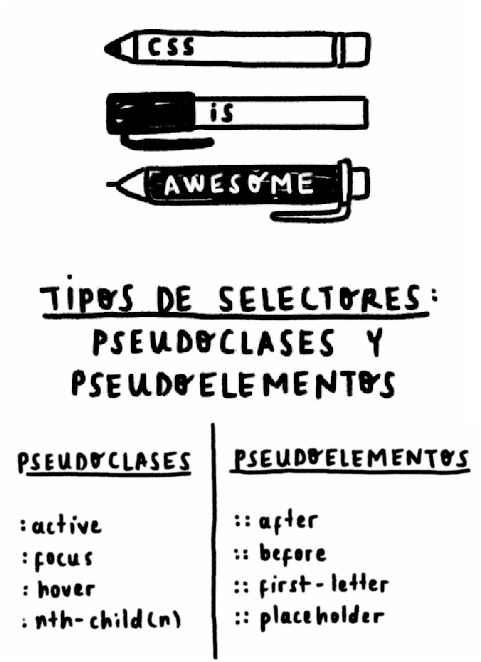 CSS
is
AWESOME
TIPOS DE SELECTORES:
PSEUDOCLASES Y
PSEUDOELEMENTOS
PSEUDOCLASES
:active
:focus
:hover
:nth-child(n)
PSEUDOELEMENTOS
::after
::before
::first-letter
::placeholder